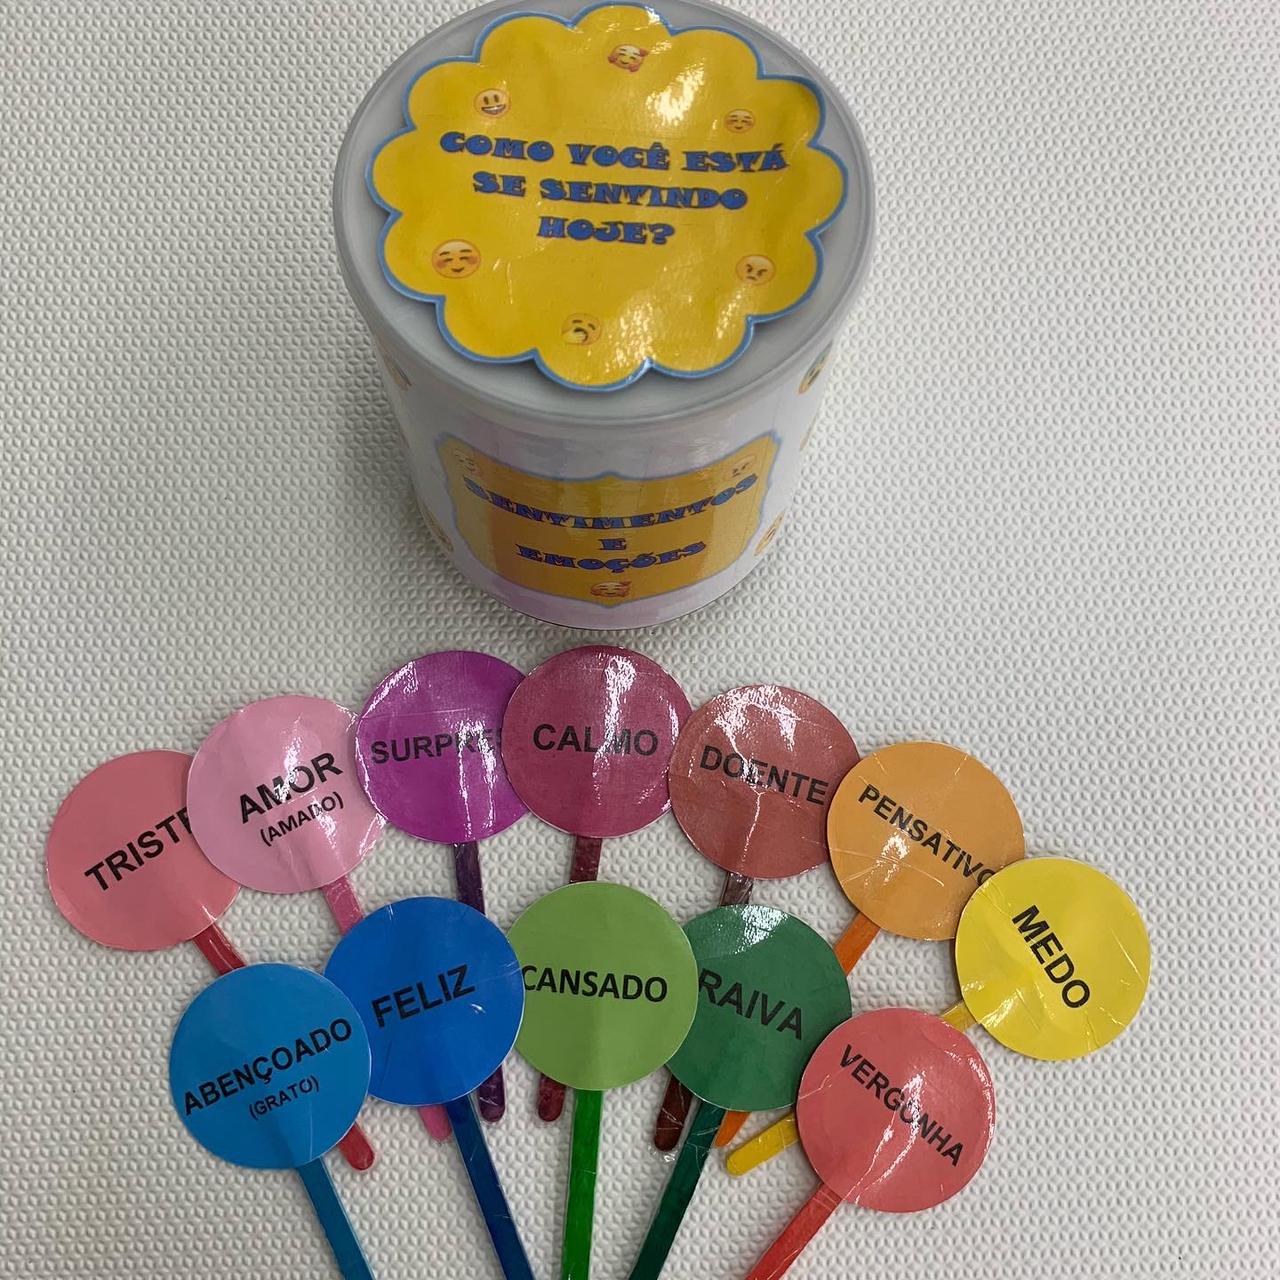 COMO VOCÊ ESTÁ
SE SENTINDO
HOJE?
SENTIMENTOS
E
EMOÇÕES
TRISTE
AMOR
(AMADO)
SURPRE
CALMO
DOENTE
PENSATIVO
MEDO
ABENÇOADO
(GRATO)
FELIZ
CANSADO
RAIVA
VERGONHA